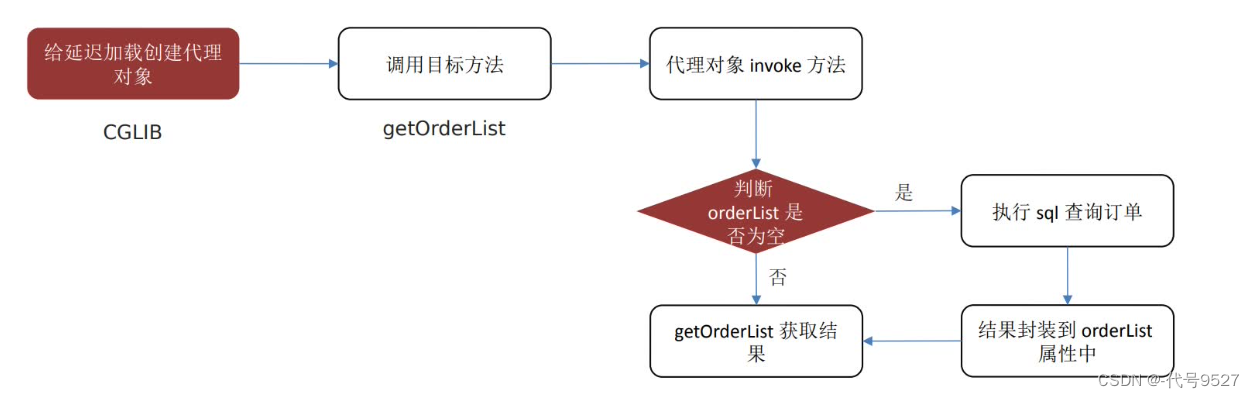 给延迟加载创建代理
对象
CGLIB
调用目标方法
getOrderList
代理对象 invoke 方法
判断
orderList 是
否为空
是
执行 sql 查询订单
否
getOrderList 获取结
果
结果封装到 orderList
属性中
CSDN @-代号9527